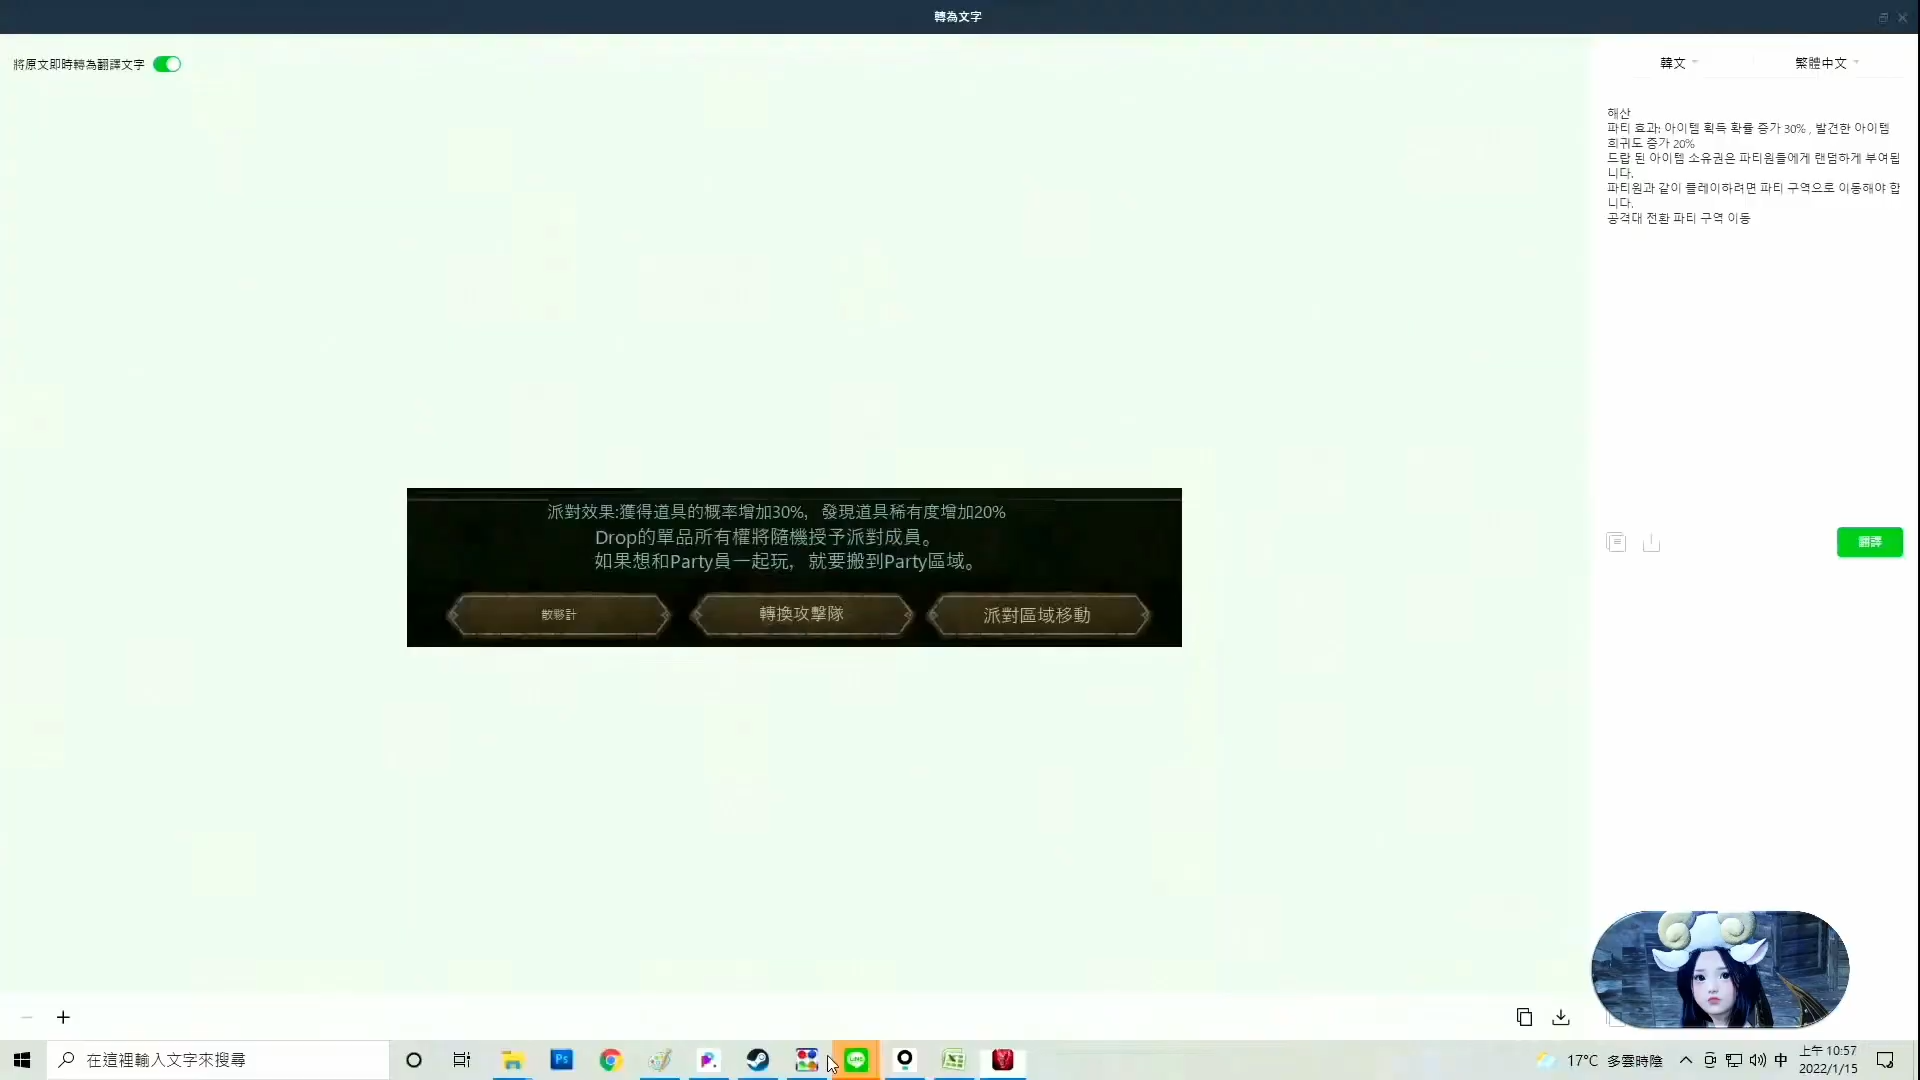 轉為文字
將原文即時轉為翻譯文字
韓文
繁體中文
해산
파티 효과: 아이템 획득 확률 증가 30% , 발견한 아이템
희귀도 증가 20%
드랍 된 아이템 소유권은 파티원들에게 랜덤하게 부여됩
니다.
파티원과 같이 플레이하려면 파티 구역으로 이동해야 합
니다.
공격대 전환 파티 구역 이동
派對效果:獲得道具的概率增加30%，發現道具稀有度增加20%
Drop的單品所有權將隨機授予派對成員。
如果想和Party員一起玩，就要搬到Party區域。
散夥計
轉換攻擊隊
派對區域移動
翻譯
在這裡輸入文字來搜尋
Ps
LINE
17°C 多雲時陰
中
上午 10:57
2022/1/15